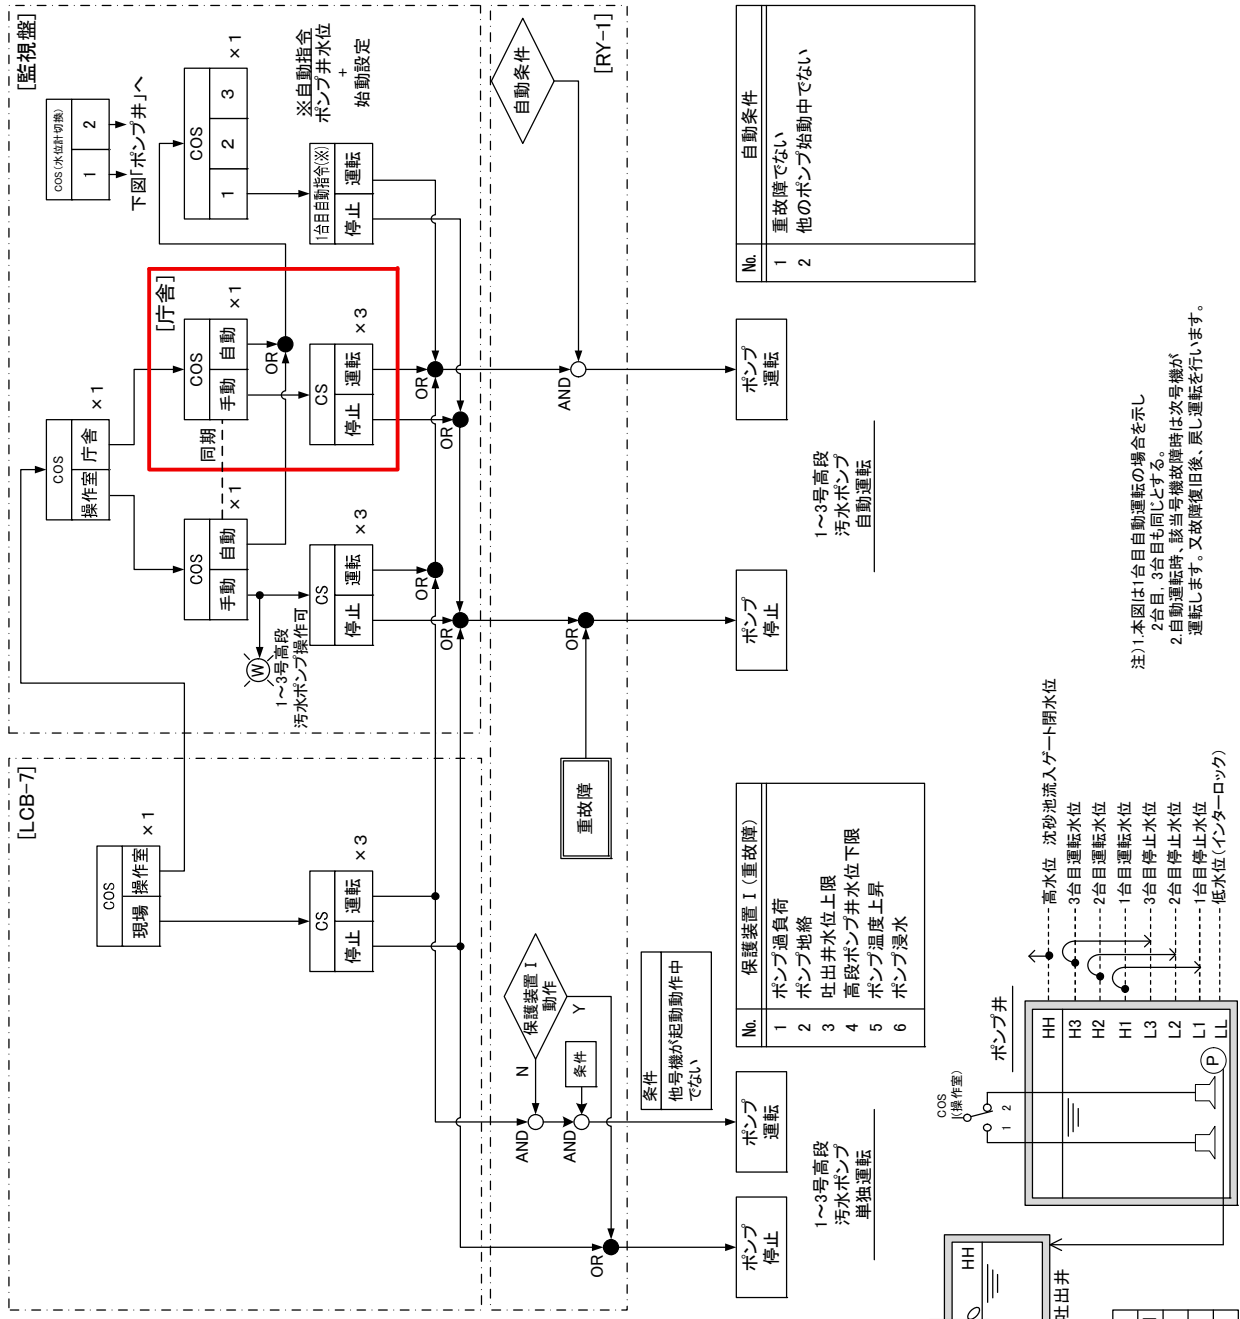 [LCB-7]
COS
現場 操作室
×1
CS
停止 運転
×3
[監視盤]
COS
操作室 庁舎
×1
COS(水位計切換)
1 2
下図「ポンプ井」へ
COS
手動 自動
×1
同期
[庁舎]
COS
手動 自動
×1
OR
COS
1 2 3
×1
※自動指令
ポンプ井水位
+
始動設定
W
1~3号高段
汚水ポンプ操作可
CS
停止 運転
×3
CS
停止 運転
×3
1台目自動指令(※)
停止 運転
OR
OR
OR
OR
[RY-1]
保護装置Ⅰ
動作
N
Y
条件
AND
AND
OR
重故障
OR
自動条件
AND
条件
他号機が起動動作中
でない
ポンプ
停止
ポンプ
運転
1~3号高段
汚水ポンプ
単独運転
No. 保護装置Ⅰ(重故障)
1 ポンプ過負荷
2 ポンプ地絡
3 吐出井水位上限
4 高段ポンプ井水位下限
5 ポンプ温度上昇
6 ポンプ浸水
ポンプ
停止
ポンプ
運転
1~3号高段
汚水ポンプ
自動運転
No. 自動条件
1 重故障でない
2 他のポンプ始動中でない
吐出井
HH
COS
(操作室)
1 2
ポンプ井
P
HH 高水位 沈砂池流入ゲート閉水位
H3 3台目運転水位
H2 2台目運転水位
H1 1台目運転水位
L3 3台目停止水位
L2 2台目停止水位
L1 1台目停止水位
LL 低水位(インターロック)
注)1.本図は1台目自動運転の場合を示し
2台目,3台目も同じとする。
2.自動運転時、該当号機故障時は次号機が
運転します。又故障復旧後、戻し運転を行います。